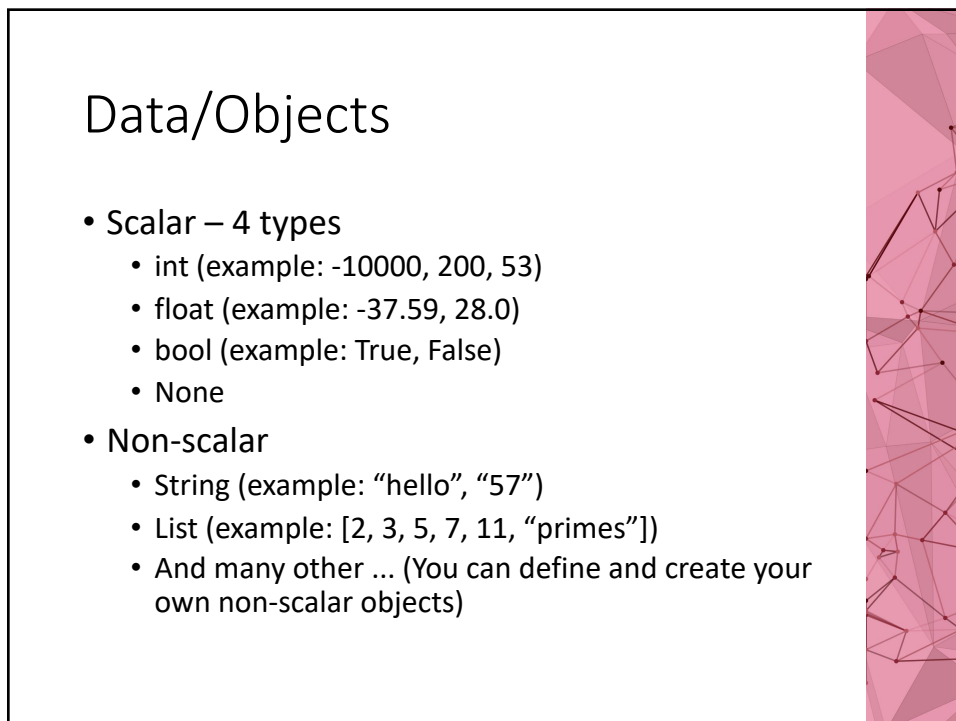 Data/Objects
• Scalar – 4 types
• int (example: -10000, 200, 53)
• float (example: -37.59, 28.0)
• bool (example: True, False)
• None
• Non-scalar
• String (example: “hello”, “57”)
• List (example: [2, 3, 5, 7, 11, “primes”])
• And many other ... (You can define and create your
own non-scalar objects)